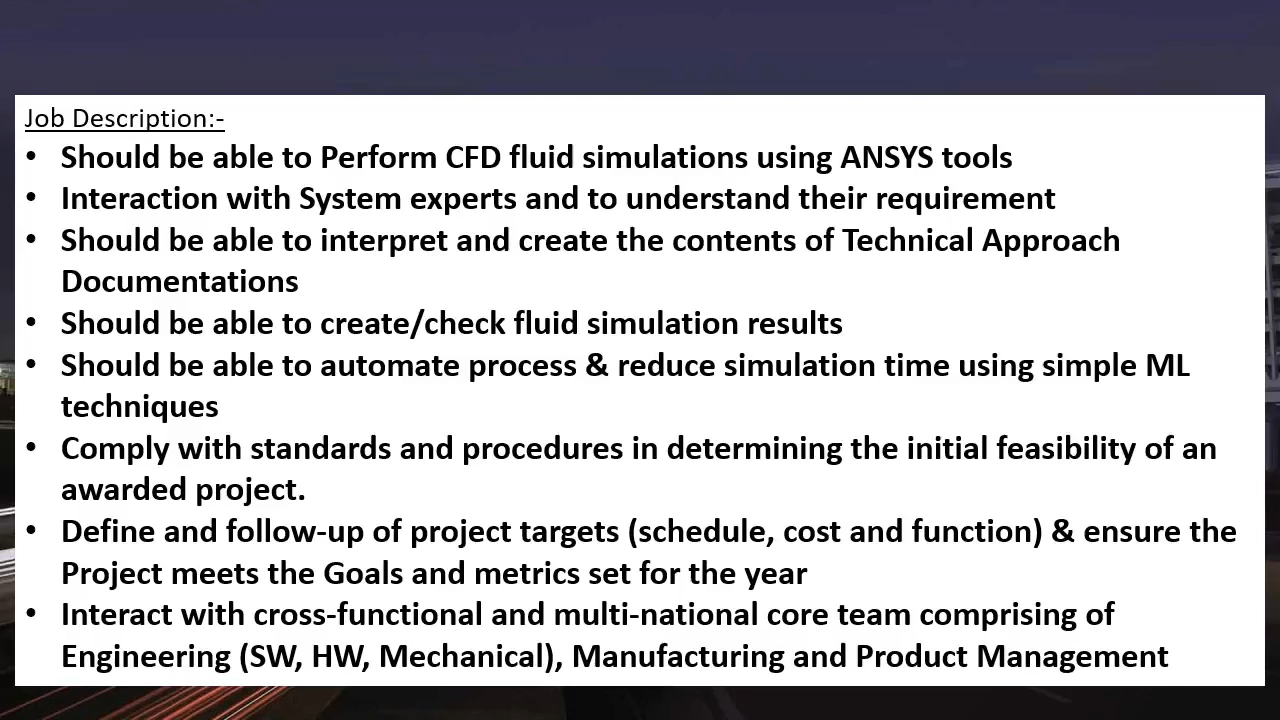 Job Description:-
• Should be able to Perform CFD fluid simulations using ANSYS tools
• Interaction with System experts and to understand their requirement
• Should be able to interpret and create the contents of Technical Approach
Documentations
• Should be able to create/check fluid simulation results
• Should be able to automate process & reduce simulation time using simple ML
techniques
• Comply with standards and procedures in determining the initial feasibility of an
awarded project.
• Define and follow-up of project targets (schedule, cost and function) & ensure the
Project meets the Goals and metrics set for the year
• Interact with cross-functional and multi-national core team comprising of
Engineering (SW, HW, Mechanical), Manufacturing and Product Management